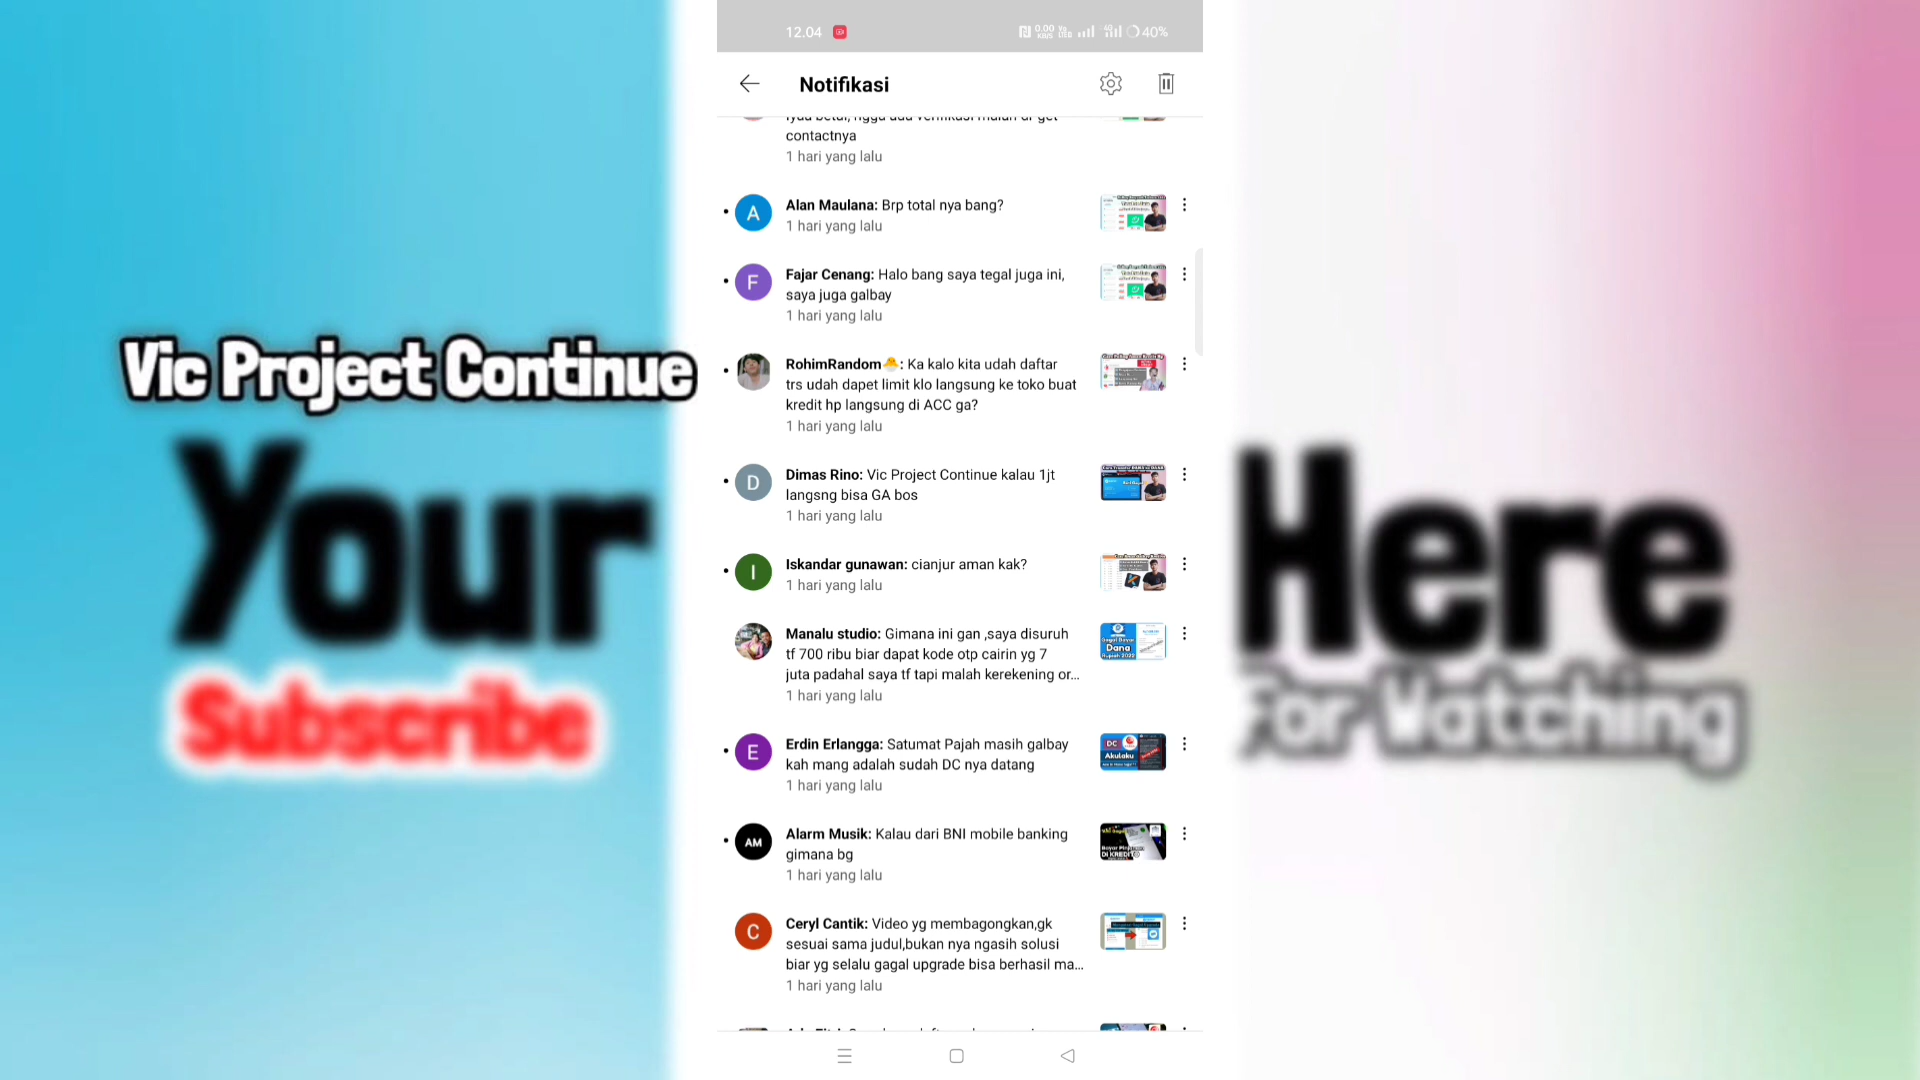 12.04
0.00
KB/S
40%
Notifikasi
contactnya
1 hari yang lalu
Alan Maulana: Brp total nya bang?
1 hari yang lalu
Fajar Cenang: Halo bang saya tegal juga ini,
saya juga galbay
1 hari yang lalu
RohimRandom🐣: Ka kalo kita udah daftar
trs udah dapet limit klo langsung ke toko buat
kredit hp langsung di ACC ga?
1 hari yang lalu
Dimas Rino: Vic Project Continue kalau 1jt
langsng bisa GA bos
1 hari yang lalu
Iskandar gunawan: cianjur aman kak?
1 hari yang lalu
Manalu studio: Gimana ini gan ,saya disuruh
tf 700 ribu biar dapat kode otp cairin yg 7
juta padahal saya tf tapi malah kerekening or...
1 hari yang lalu
Erdin Erlangga: Satumat Pajah masih galbay
kah mang adalah sudah DC nya datang
1 hari yang lalu
Alarm Musik: Kalau dari BNI mobile banking
gimana bg
1 hari yang lalu
Ceryl Cantik: Video yg membagongkan,gk
sesuai sama judul,bukan nya ngasih solusi
biar yg selalu gagal upgrade bisa berhasil ma...
1 hari yang lalu
A
F
D
I
E
AM
C
Dana
DC
Akulaku
Vic Project Continue
Your
Subscribe
Here
For Watching